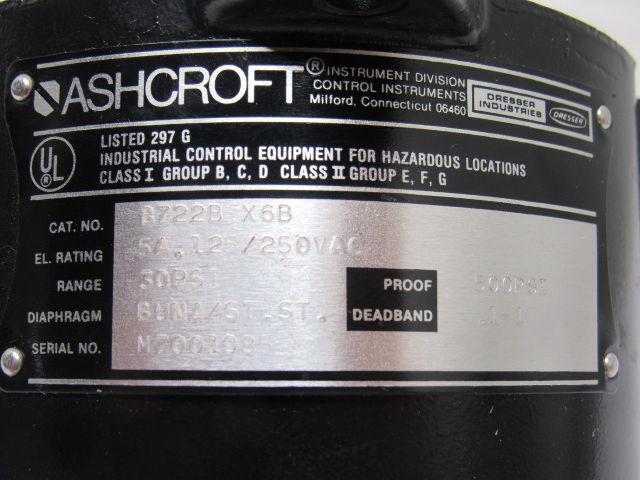 ASHCROFT® INSTRUMENT DIVISION
CONTROL INSTRUMENTS
Milford, Connecticut 06460
DRESSER INDUSTRIES
DRESSER
UL ®
LISTED 297 G
INDUSTRIAL CONTROL EQUIPMENT FOR HAZARDOUS LOCATIONS
CLASS I GROUP B, C, D CLASS II GROUP E, F, G
CAT. NO. B722B X6B
EL. RATING 5A.125/250VAC
RANGE 30PSI PROOF 500PSI
DIAPHRAGM BUNA/ST.ST. DEADBAND .1-1
SERIAL NO.